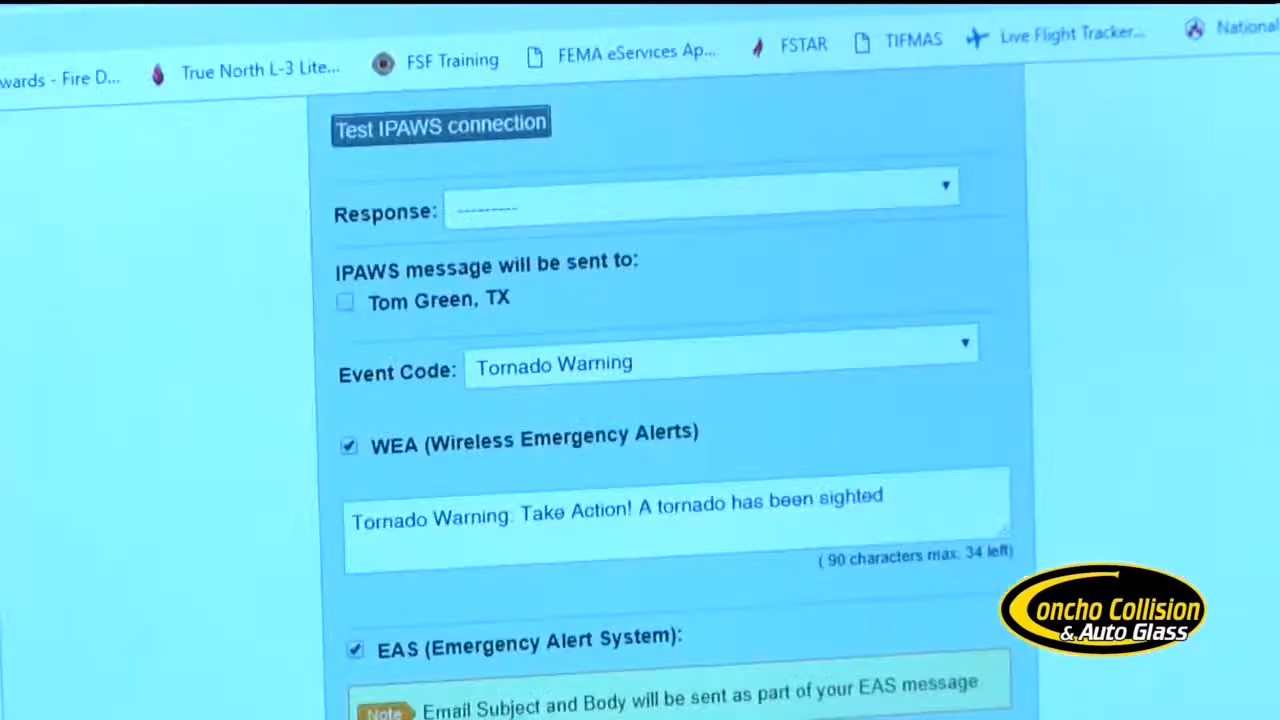 wards - Fire D... True North L-3 Lite... FSF Training FEMA eServices Ap... FSTAR TIFMAS Live Flight Tracker... National
Test IPAWS connection
Response: ----------
IPAWS message will be sent to:
Tom Green, TX
Event Code: Tornado Warning
WEA (Wireless Emergency Alerts)
Tornado Warning: Take Action! A tornado has been sighted
( 90 characters max. 34 left)
EAS (Emergency Alert System):
Note Email Subject and Body will be sent as part of your EAS message
Concho Collision
& Auto Glass